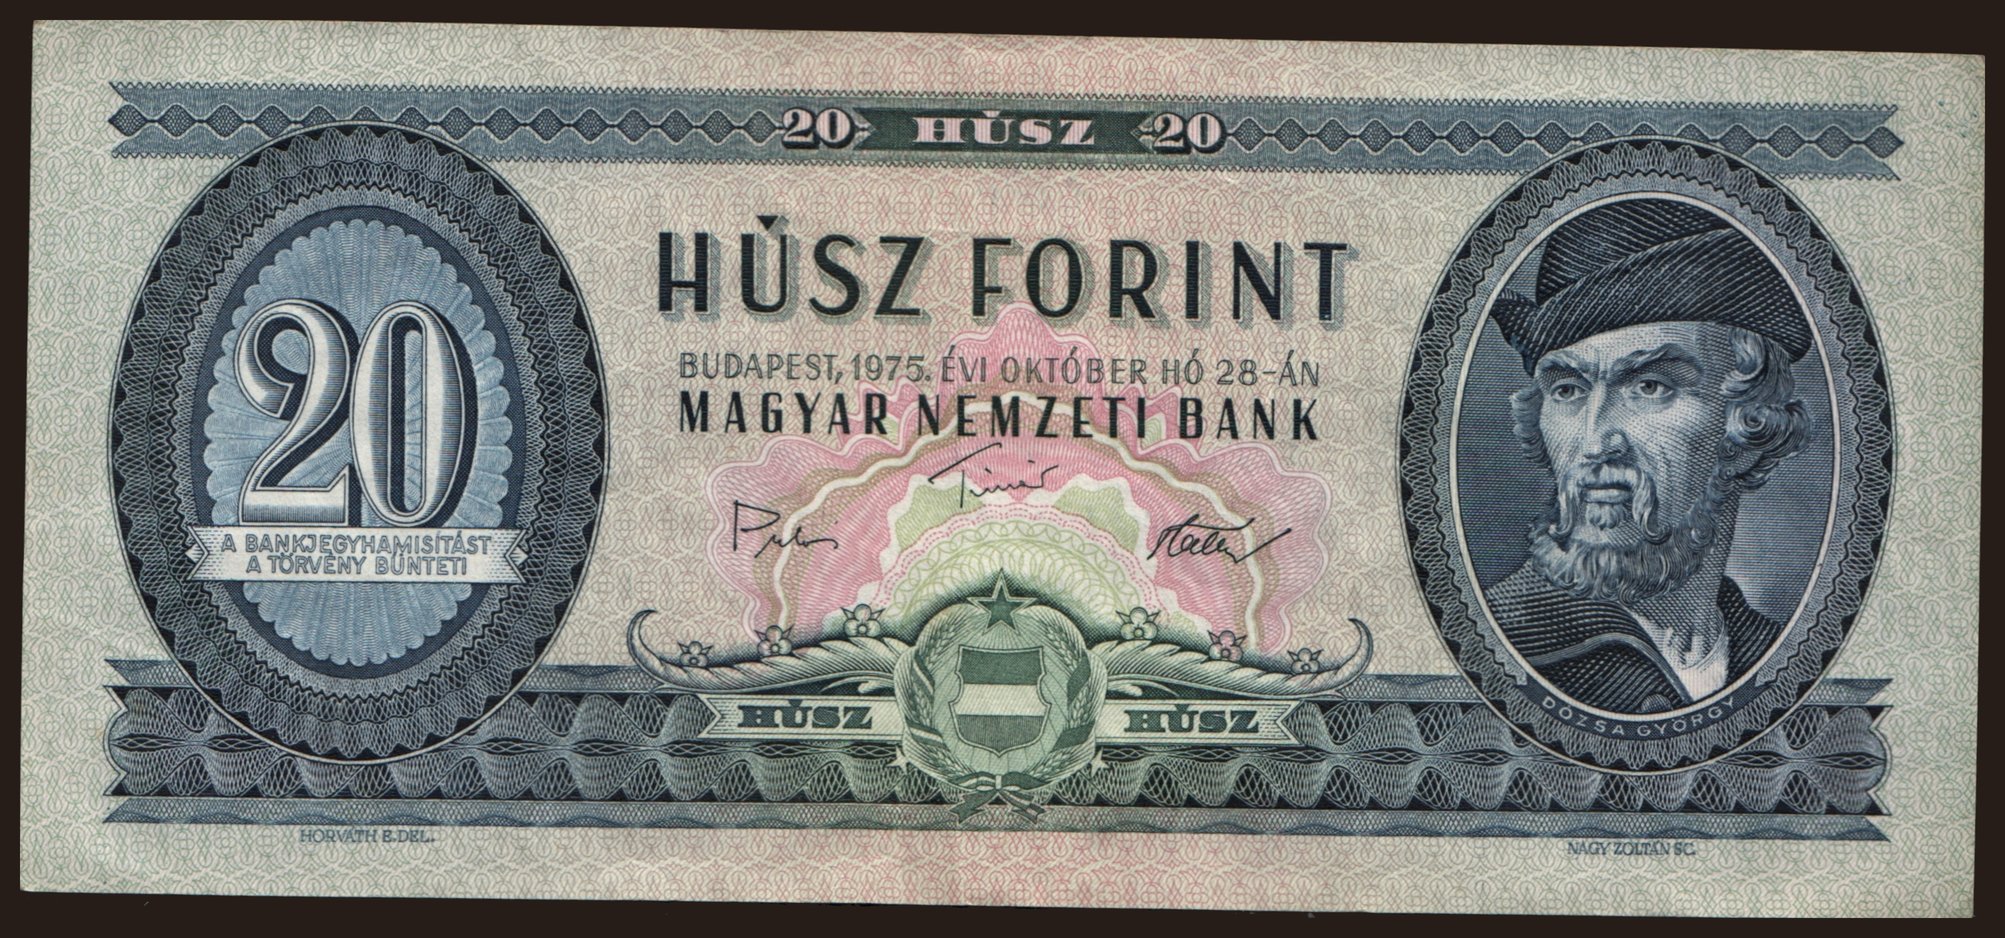 20 HÚSZ 20
HÚSZ FORINT
BUDAPEST, 1975. ÉVI OKTÓBER HÓ 28-ÁN
MAGYAR NEMZETI BANK
20
A BANKJEGYHAMISÍTÁST
A TÖRVÉNY BÜNTETI
HÚSZ HÚSZ
DÓZSA GYÖRGY
HORVÁTH E. DEL.
NAGY ZOLTÁN SC.